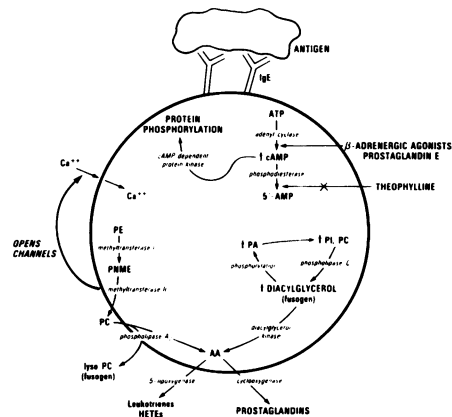 ANTIGEN
IgE
ATP
adenyl cyclase
PROTEIN
PHOSPHORYLATION
cAMP dependent
protein kinase
↑ cAMP
β-ADRENERGIC AGONISTS
PROSTAGLANDIN E
phosphodiesterase
5' AMP
THEOPHYLLINE
Ca++
Ca++
OPENS
CHANNELS
PE
methyltransferase I
PNME
methyltransferase II
PC
phospholipase A
lyso PC
(fusogen)
↑ PA
↑ PI, PC
phosphorylation
phospholipase C
↑ DIACYLGLYCEROL
(fusogen)
diacylglycerol
kinase
AA
5-lipoxygenase
cyclooxygenase
Leukotrienes
HETEs
PROSTAGLANDINS